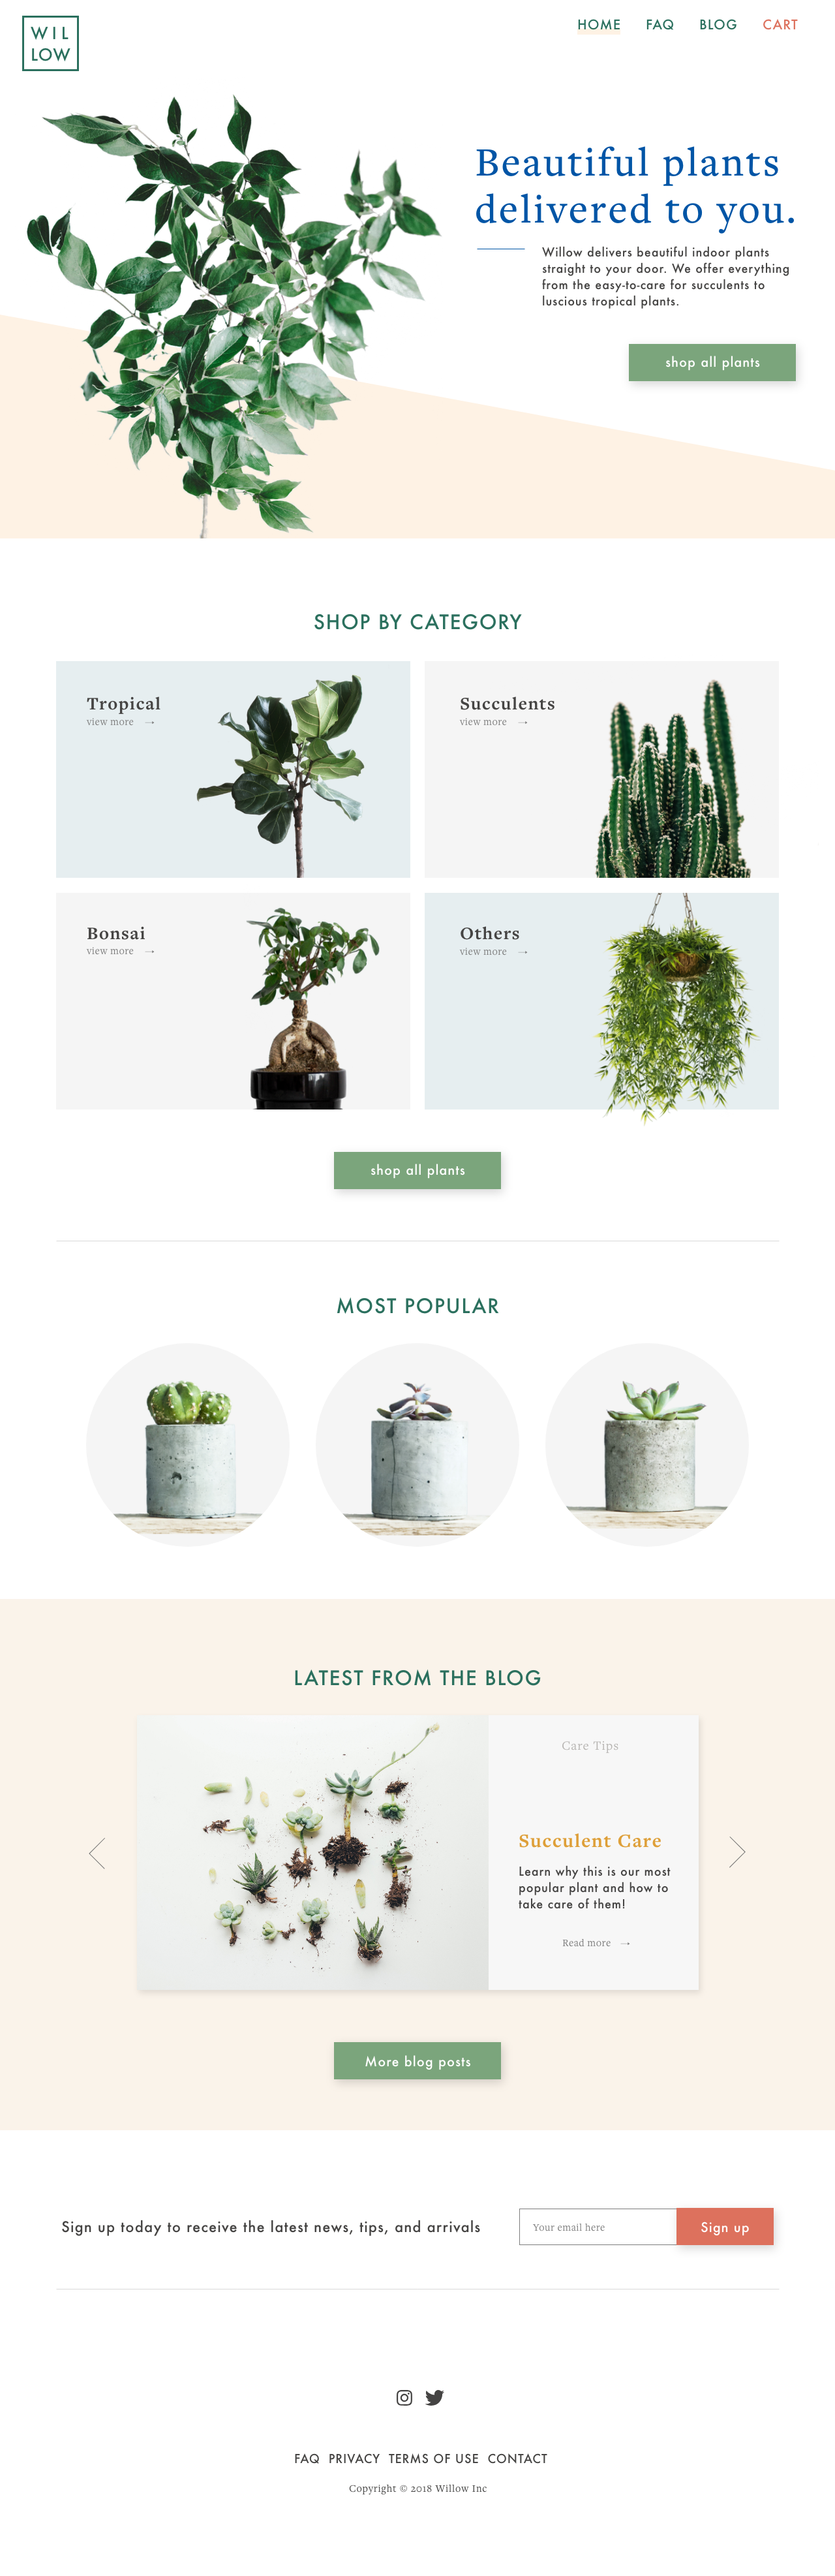 WIL
LOW
HOME FAQ BLOG CART
Beautiful plants
delivered to you.
Willow delivers beautiful indoor plants
straight to your door. We offer everything
from the easy-to-care for succulents to
luscious tropical plants.
shop all plants
SHOP BY CATEGORY
Tropical
view more →
Succulents
view more →
Bonsai
view more →
Others
view more →
shop all plants
MOST POPULAR
LATEST FROM THE BLOG
Care Tips
Succulent Care
Learn why this is our most
popular plant and how to
take care of them!
Read more →
More blog posts
Sign up today to receive the latest news, tips, and arrivals
Your email here
Sign up
FAQ PRIVACY TERMS OF USE CONTACT
Copyright © 2018 Willow Inc